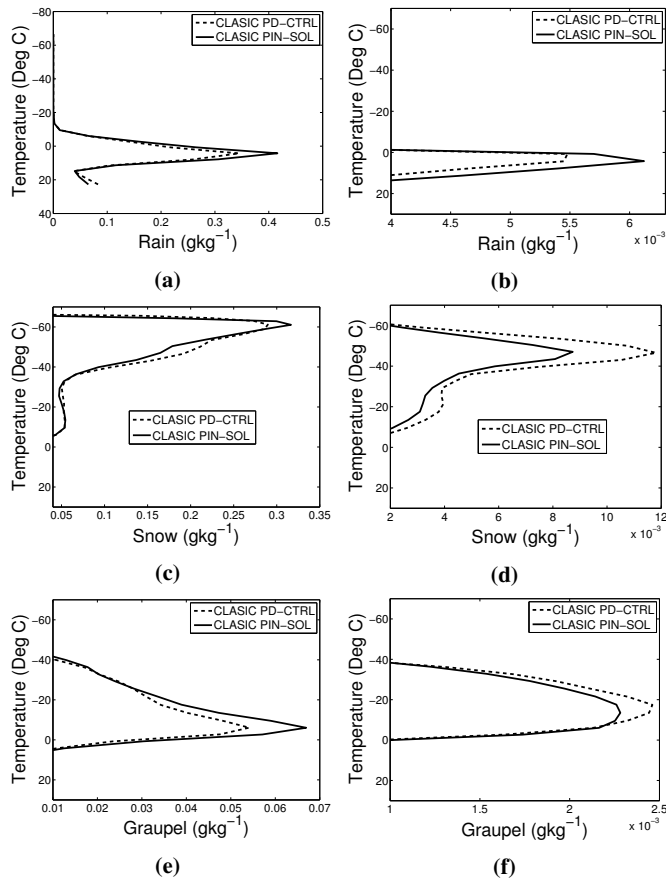 CLASIC PD−CTRL
CLASIC PIN−SOL
Temperature (Deg C)
−80
−60
−40
−20
0
20
40
0
0.1
0.2
0.3
0.4
0.5
Rain (gkg⁻¹)
(a)
CLASIC PD−CTRL
CLASIC PIN−SOL
Temperature (Deg C)
−60
−40
−20
0
20
4
4.5
5
5.5
6
x 10⁻³
Rain (gkg⁻¹)
(b)
Temperature (Deg C)
−60
−40
−20
0
20
CLASIC PD−CTRL
CLASIC PIN−SOL
0.05
0.1
0.15
0.2
0.25
0.3
0.35
Snow (gkg⁻¹)
(c)
Temperature (Deg C)
−60
−40
−20
0
20
CLASIC PD−CTRL
CLASIC PIN−SOL
2
4
6
8
10
12
x 10⁻³
Snow (gkg⁻¹)
(d)
CLASIC PD−CTRL
CLASIC PIN−SOL
Temperature (Deg C)
−60
−40
−20
0
20
0.01
0.02
0.03
0.04
0.05
0.06
0.07
Graupel (gkg⁻¹)
(e)
CLASIC PD−CTRL
CLASIC PIN−SOL
Temperature (Deg C)
−60
−40
−20
0
20
1
1.5
2
2.5
x 10⁻³
Graupel (gkg⁻¹)
(f)